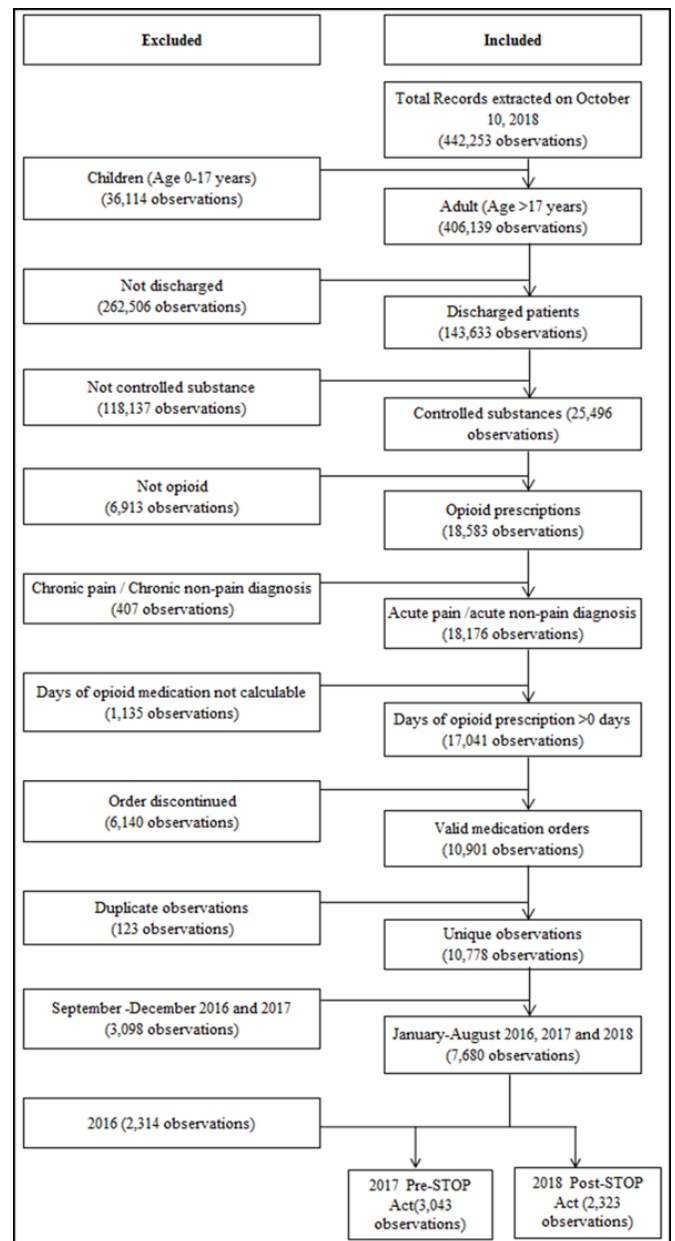 Excluded
Included
Total Records extracted on October
10, 2018
(442,253 observations)
Children (Age 0-17 years)
(36,114 observations)
Adult (Age >17 years)
(406,139 observations)
Not discharged
(262,506 observations)
Discharged patients
(143,633 observations)
Not controlled substance
(118,137 observations)
Controlled substances (25,496
observations)
Not opioid
(6,913 observations)
Opioid prescriptions
(18,583 observations)
Chronic pain / Chronic non-pain diagnosis
(407 observations)
Acute pain /acute non-pain diagnosis
(18,176 observations)
Days of opioid medication not calculable
(1,135 observations)
Days of opioid prescription >0 days
(17,041 observations)
Order discontinued
(6,140 observations)
Valid medication orders
(10,901 observations)
Duplicate observations
(123 observations)
Unique observations
(10,778 observations)
September -December 2016 and 2017
(3,098 observations)
January-August 2016, 2017 and 2018
(7,680 observations)
2016 (2,314 observations)
2017 Pre-STOP
Act(3,043
observations)
2018 Post-STOP
Act (2,323
observations)